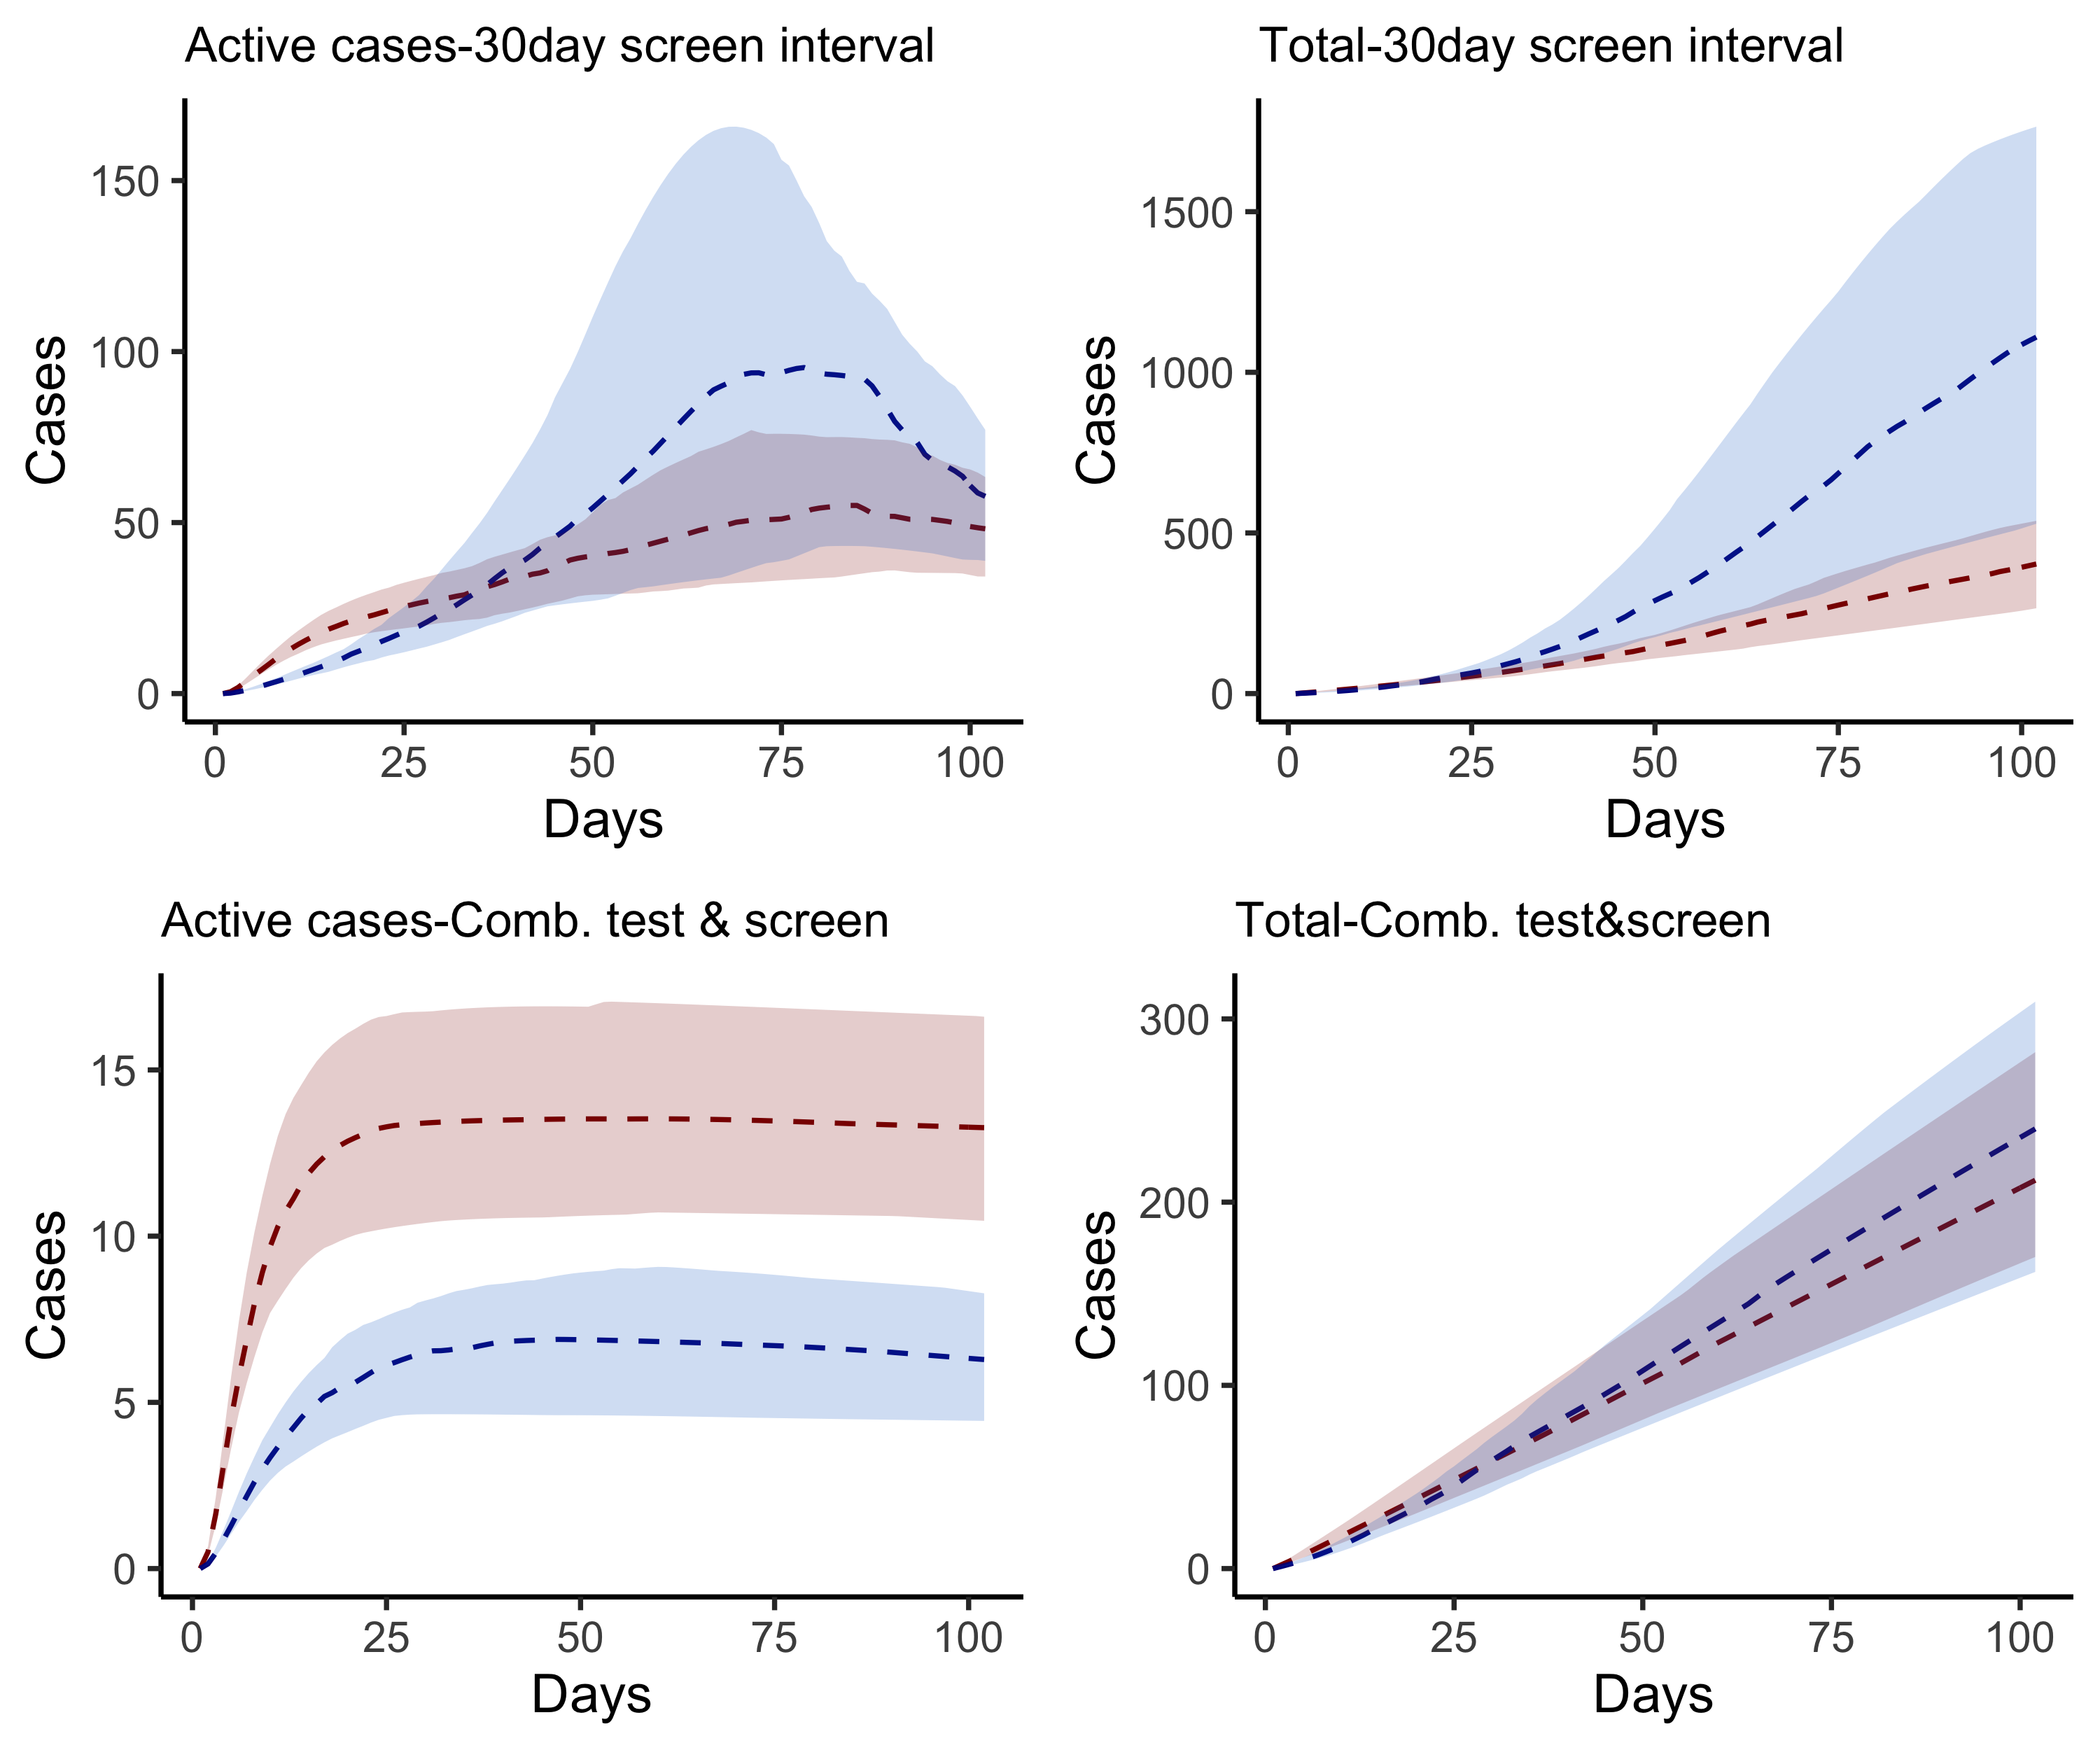 Active cases-30day screen interval
Cases
150
100
50
0
0 25 50 75 100
Days
Total-30day screen interval
Cases
1500
1000
500
0
0 25 50 75 100
Days
Active cases-Comb. test & screen
Cases
15
10
5
0
0 25 50 75 100
Days
Total-Comb. test&screen
Cases
300
200
100
0
0 25 50 75 100
Days